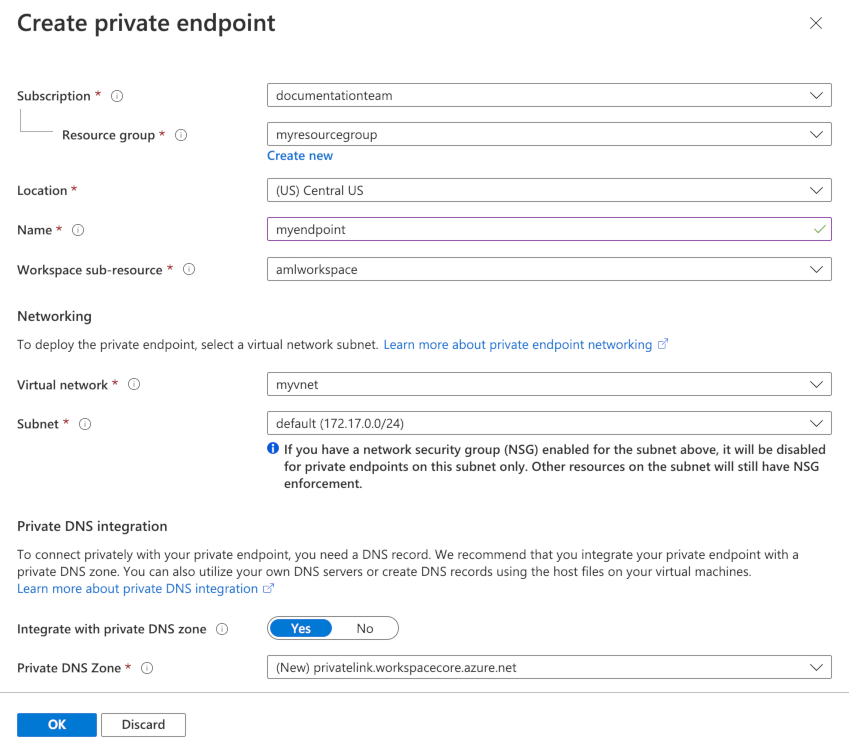 Create private endpoint
Subscription *
documentationteam
Resource group *
myresourcegroup
Create new
Location *
(US) Central US
Name *
myendpoint
Workspace sub-resource *
amlworkspace
Networking
To deploy the private endpoint, select a virtual network subnet. Learn more about private endpoint networking
Virtual network *
myvnet
Subnet *
default (172.17.0.0/24)
If you have a network security group (NSG) enabled for the subnet above, it will be disabled
for private endpoints on this subnet only. Other resources on the subnet will still have NSG
enforcement.
Private DNS integration
To connect privately with your private endpoint, you need a DNS record. We recommend that you integrate your private endpoint with a
private DNS zone. You can also utilize your own DNS servers or create DNS records using the host files on your virtual machines.
Learn more about private DNS integration
Integrate with private DNS zone
Yes No
Private DNS Zone *
(New) privatelink.workspacecore.azure.net
OK Discard